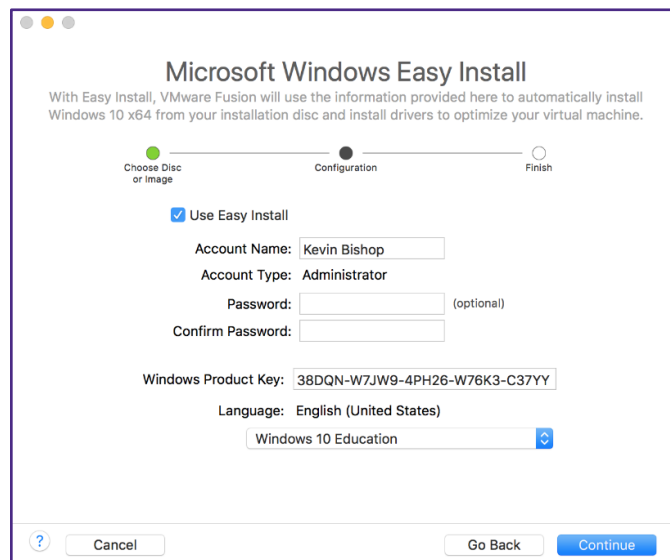 Microsoft Windows Easy Install
With Easy Install, VMware Fusion will use the information provided here to automatically install
Windows 10 x64 from your installation disc and install drivers to optimize your virtual machine.
Choose Disc
or Image
Configuration
Finish
Use Easy Install
Account Name: Kevin Bishop
Account Type: Administrator
Password: (optional)
Confirm Password:
Windows Product Key: 38DQN-W7JW9-4PH26-W76K3-C37YY
Language: English (United States)
Windows 10 Education
? Cancel Go Back Continue